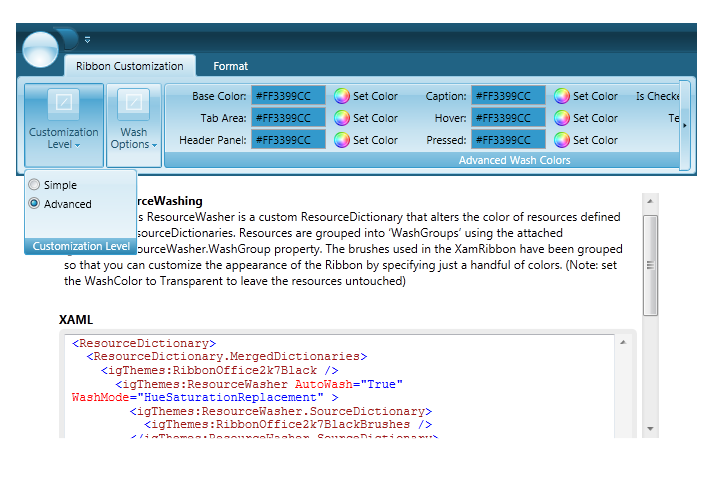 Ribbon Customization Format
Base Color: #FF3399CC Set Color Caption: #FF3399CC Set Color Is Checke
Tab Area: #FF3399CC Set Color Hover: #FF3399CC Set Color Te
Header Panel: #FF3399CC Set Color Pressed: #FF3399CC Set Color
Customization Level
Wash Options
Advanced Wash Colors
Simple
Advanced
Customization Level
rceWashing
s ResourceWasher is a custom ResourceDictionary that alters the color of resources defined
sourceDictionaries. Resources are grouped into 'WashGroups' using the attached
ourceWasher.WashGroup property. The brushes used in the XamRibbon have been grouped
so that you can customize the appearance of the Ribbon by specifying just a handful of colors. (Note: set
the WashColor to Transparent to leave the resources untouched)
XAML
<ResourceDictionary>
<ResourceDictionary.MergedDictionaries>
<igThemes:RibbonOffice2k7Black />
<igThemes:ResourceWasher AutoWash="True"
WashMode="HueSaturationReplacement" >
<igThemes:ResourceWasher.SourceDictionary>
<igThemes:RibbonOffice2k7BlackBrushes />
</igThemes:ResourceWasher.SourceDictionary>